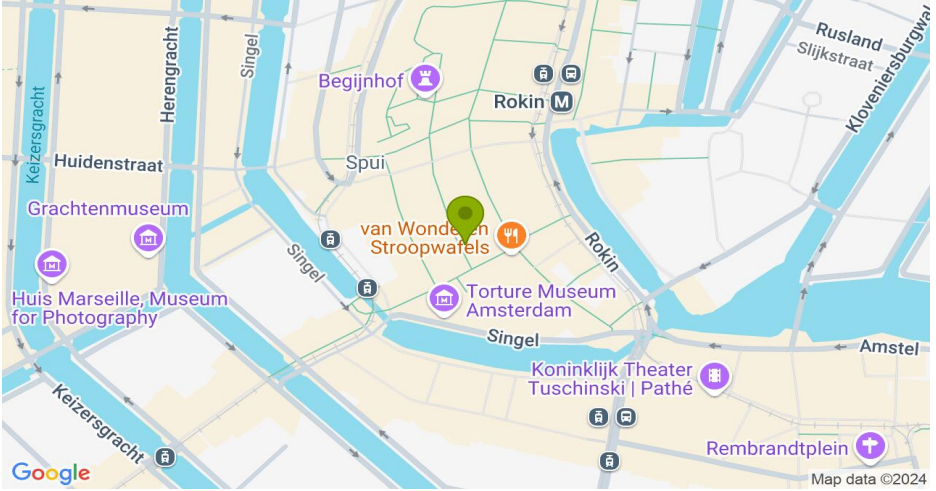 Keizersgracht
Herengracht
Singel
Begijnhof
Rokin M
Rusland
Slijkstraat
Kloveniersburgwal
Huidenstraat
Spui
Grachtenmuseum
van Wonderen
Stroopwafels
Rokin
Singel
Huis Marseille, Museum
for Photography
Torture Museum
Amsterdam
Singel
Amstel
Koninklijk Theater
Tuschinski | Pathé
Keizersgracht
Rembrandtplein
Google
Map data ©2024